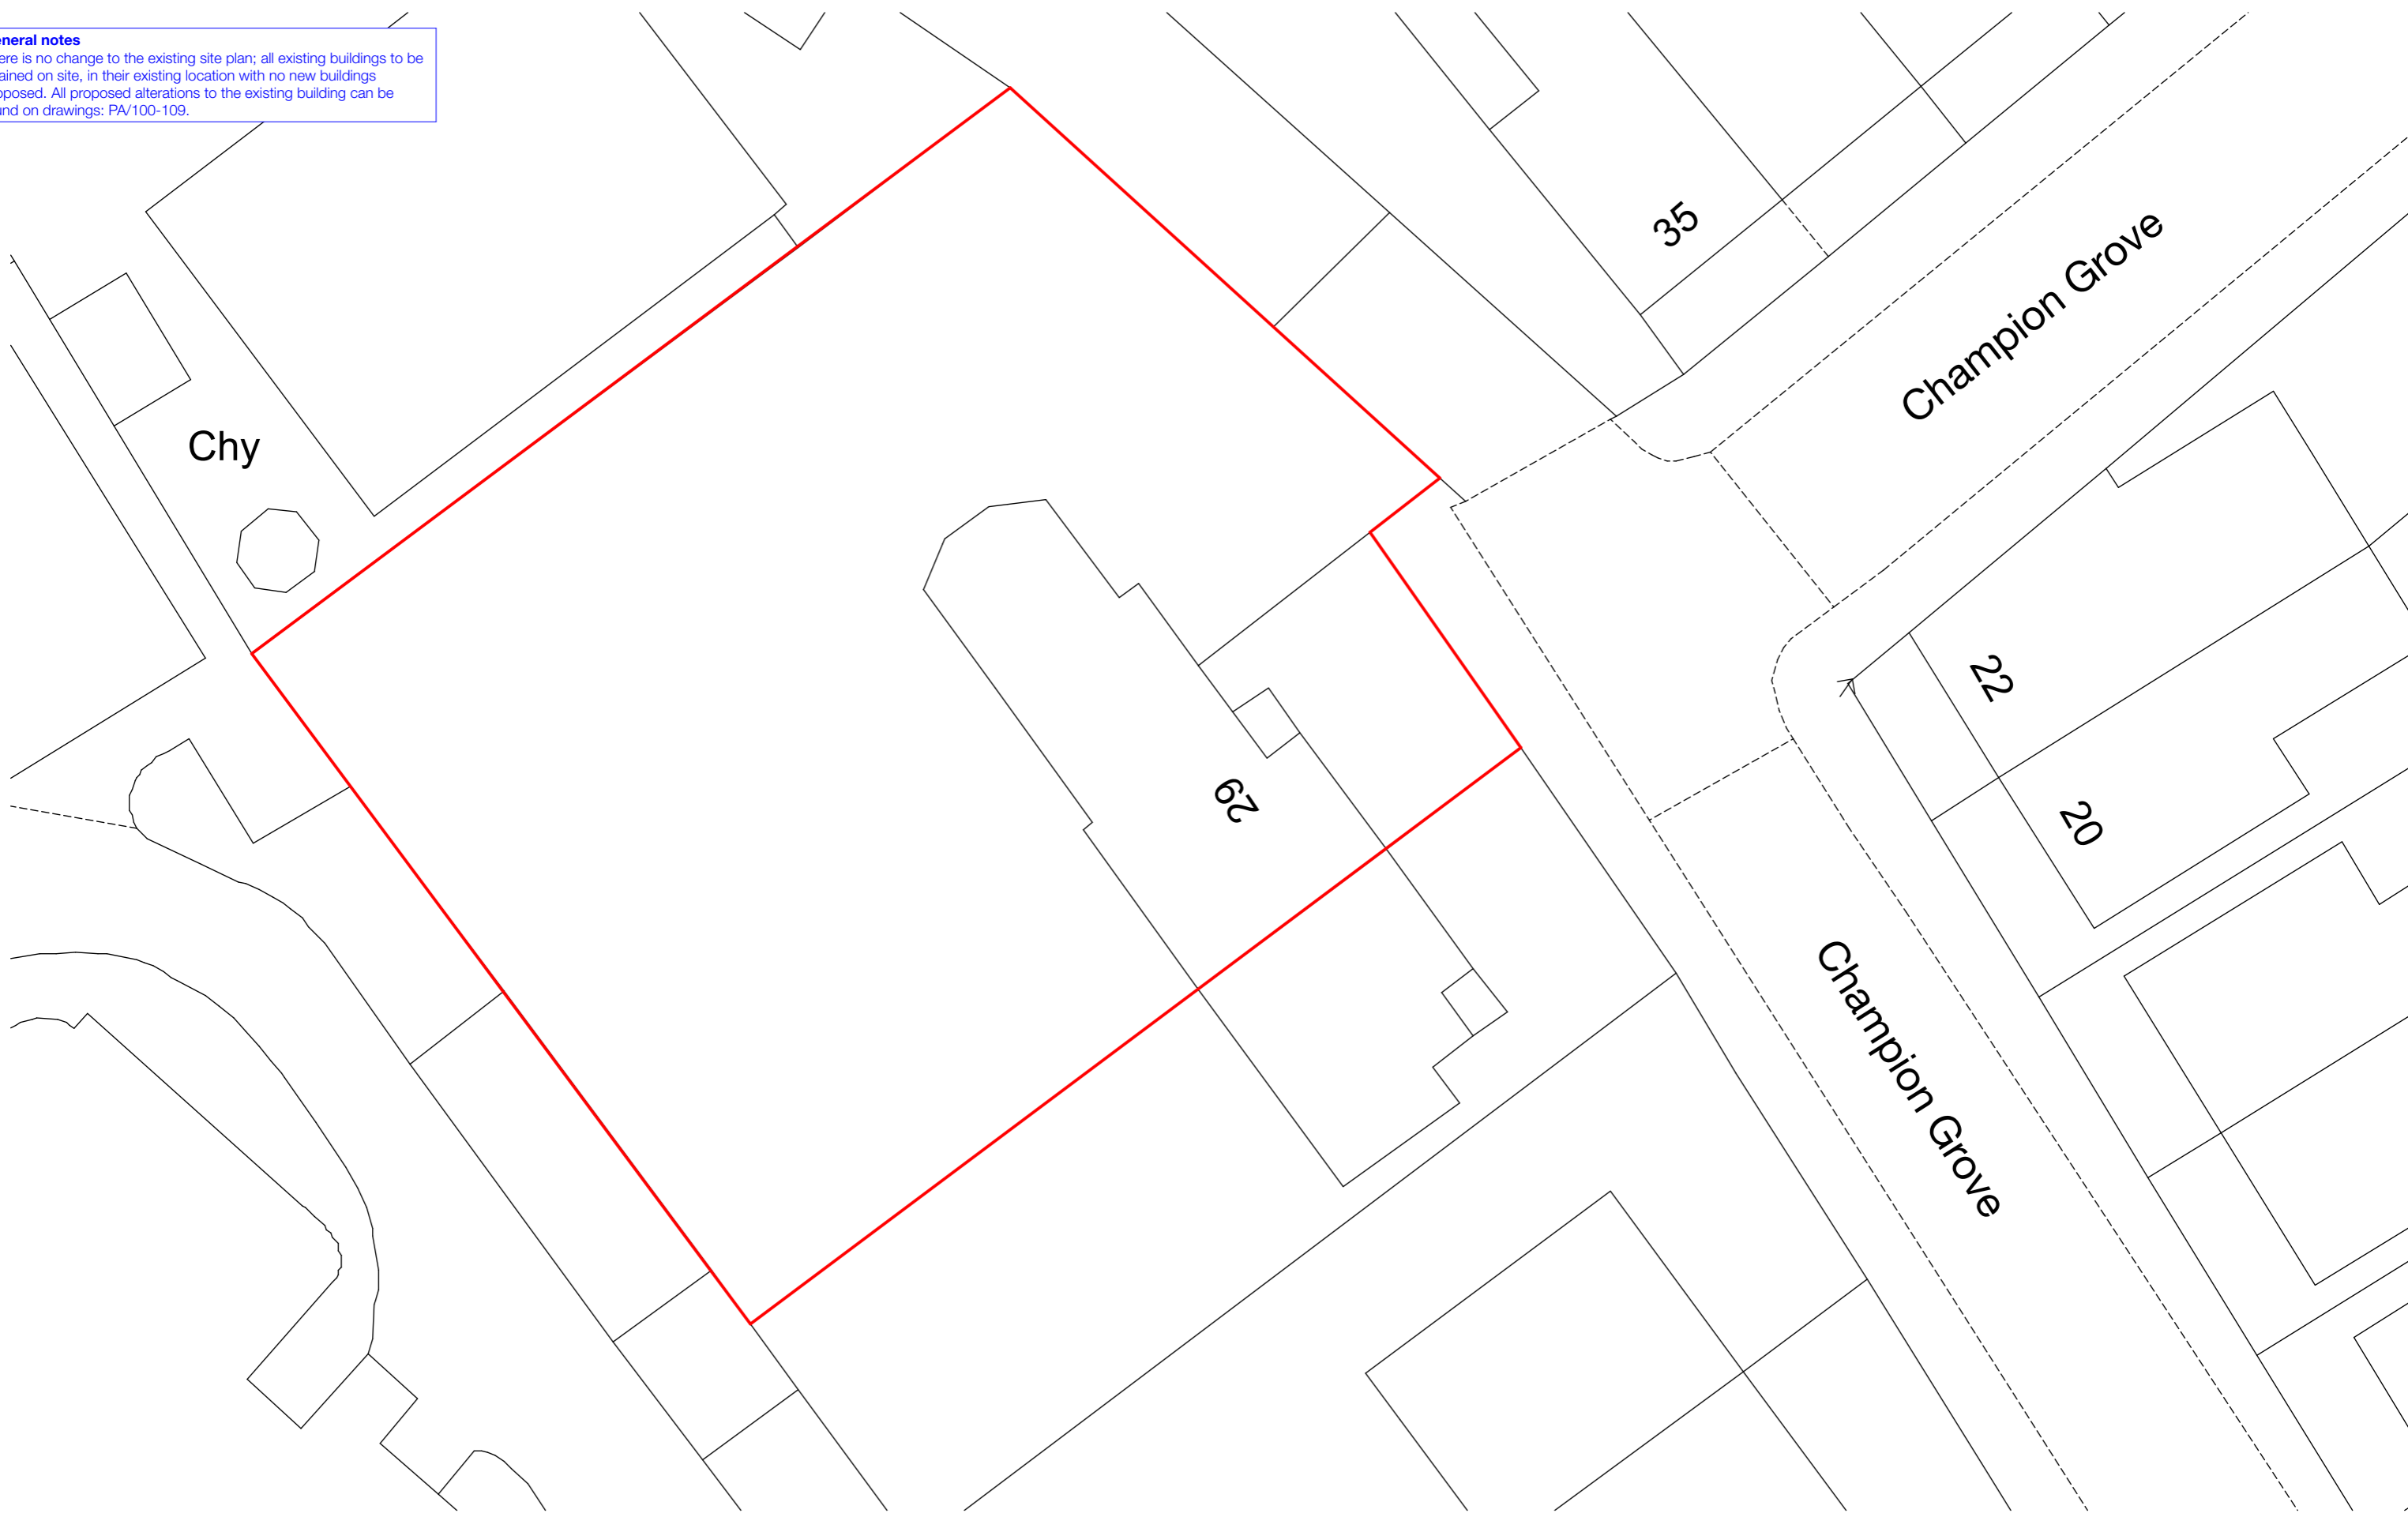 eneral notes
ere is no change to the existing site plan; all existing buildings to be
ained on site, in their existing location with no new buildings
posed. All proposed alterations to the existing building can be
und on drawings: PA/100-109.
35
Champion Grove
Chy
22
29
20
Champion Grove